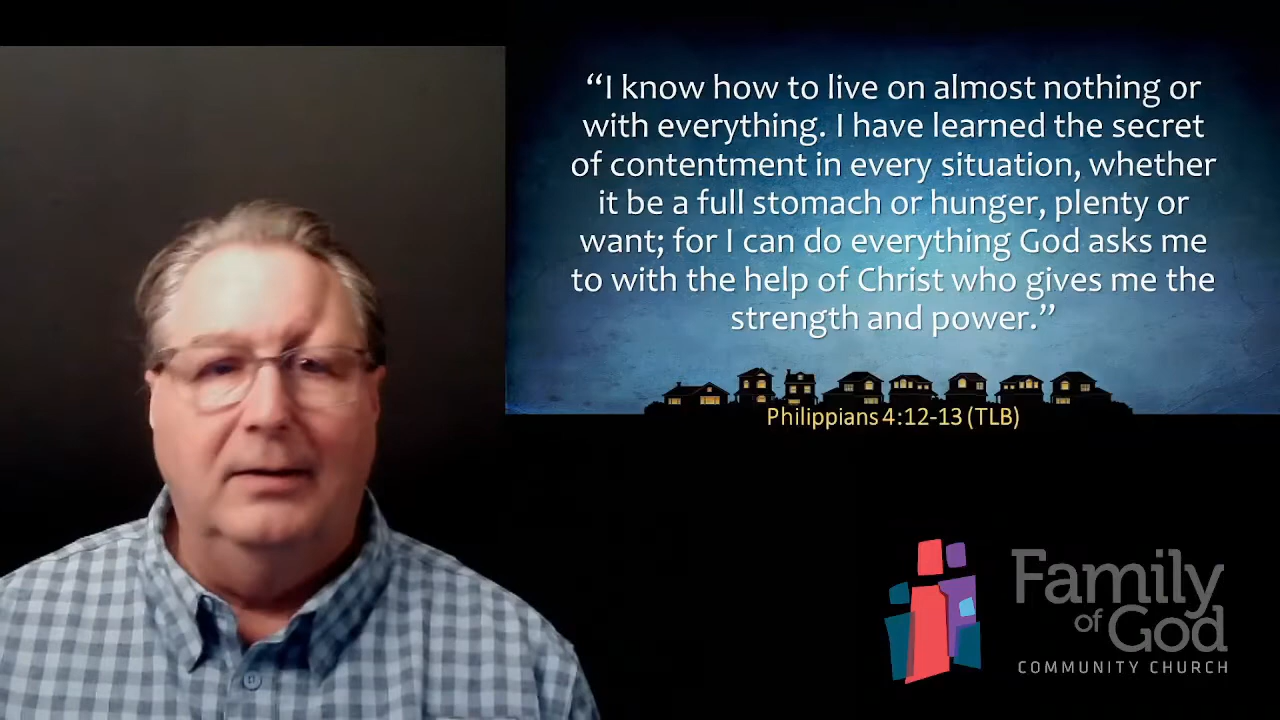 “I know how to live on almost nothing or
with everything. I have learned the secret
of contentment in every situation, whether
it be a full stomach or hunger, plenty or
want; for I can do everything God asks me
to with the help of Christ who gives me the
strength and power.”
Philippians 4:12-13 (TLB)
Family
of God
COMMUNITY CHURCH